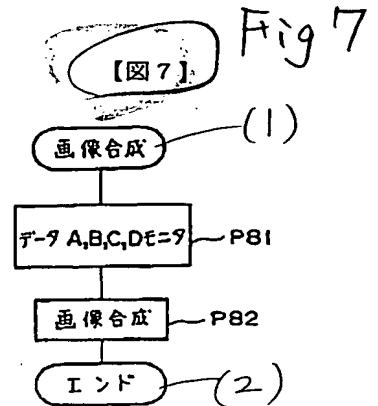 Fig 7
【図7】
(1)
画像合成
データA,B,C,Dモニタ P81
画像合成 P82
エンド (2)